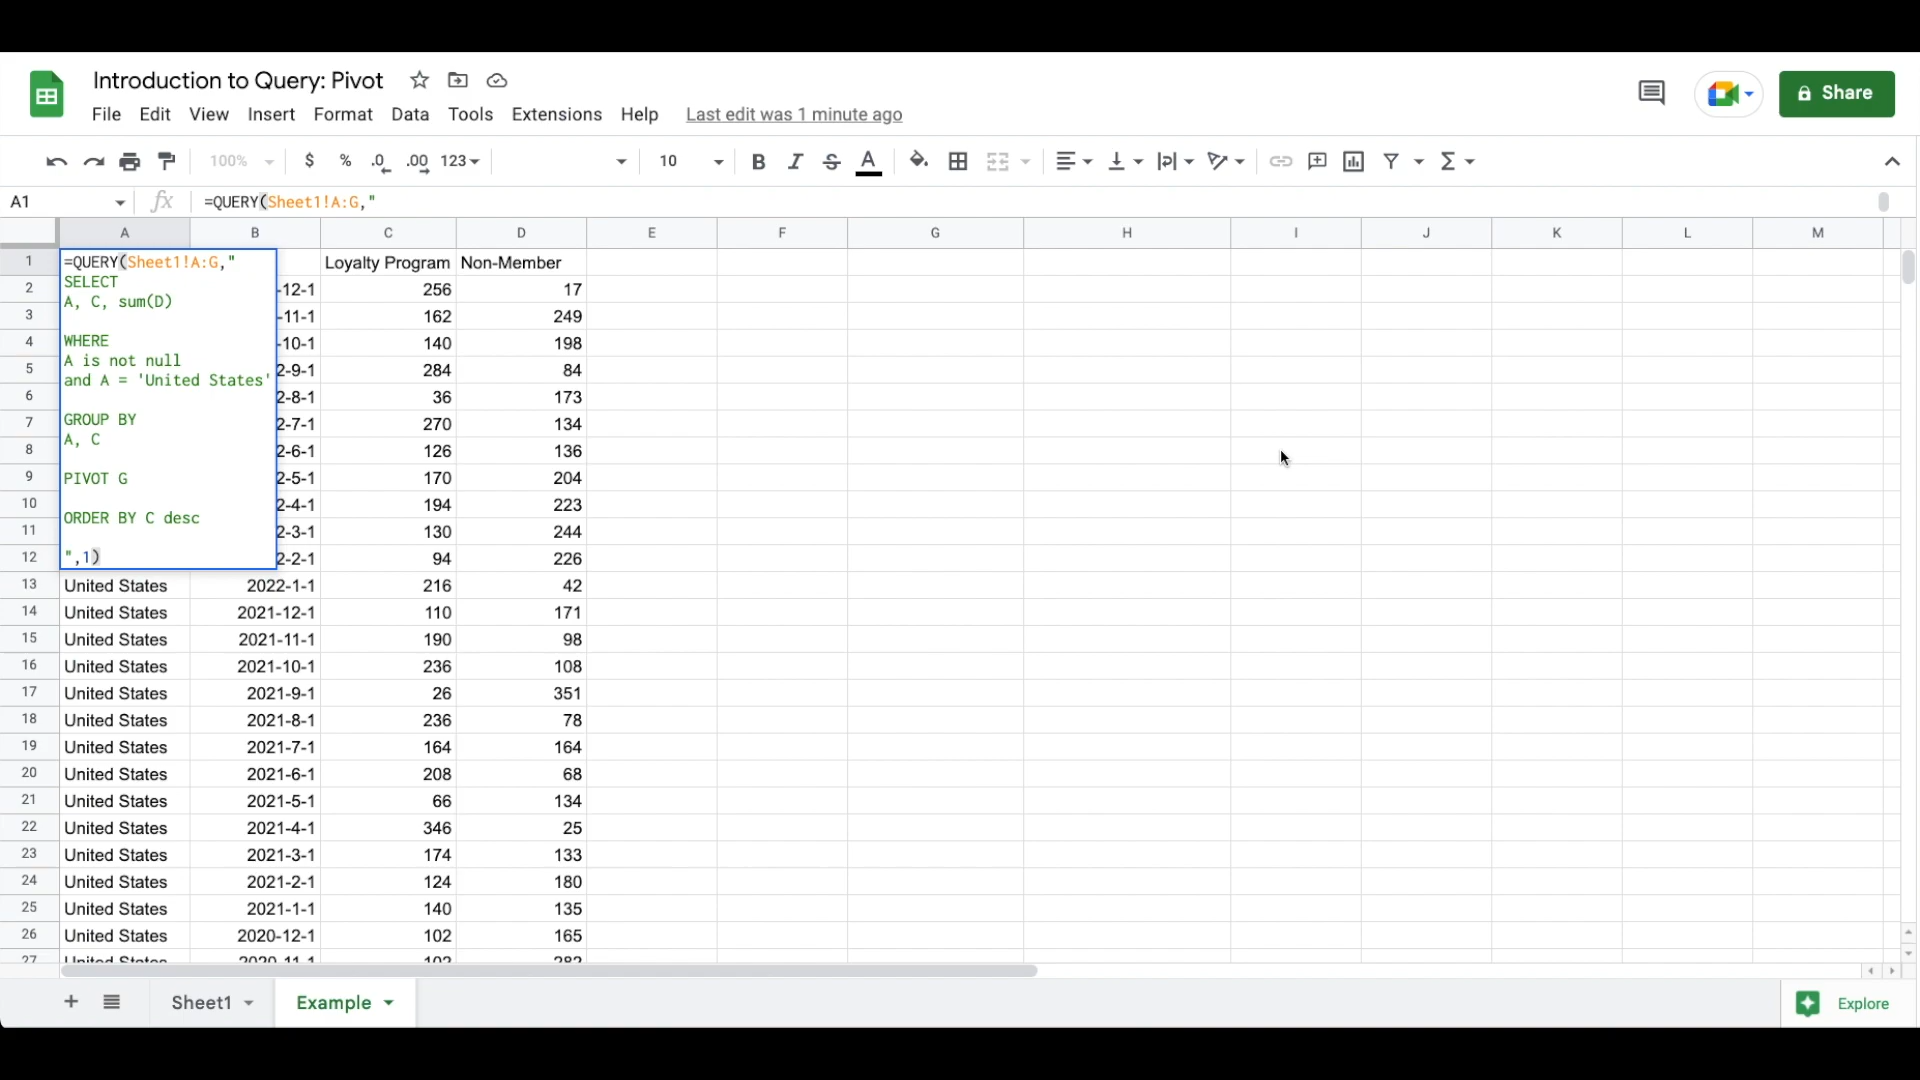 Introduction to Query: Pivot
File Edit View Insert Format Data Tools Extensions Help Last edit was 1 minute ago
Share
100% $ % .0 .00 123 10 B I S A
A1 fx =QUERY(Sheet1!A:G,"
A B C D E F G H I J K L M
=QUERY(Sheet1!A:G,"
SELECT
A, C, sum(D)
WHERE
A is not null
and A = 'United States'
GROUP BY
A, C
PIVOT G
ORDER BY C desc
",1)
1 Loyalty Program Non-Member
2 -12-1 256 17
3 -11-1 162 249
4 -10-1 140 198
5 2-9-1 284 84
6 2-8-1 36 173
7 2-7-1 270 134
8 2-6-1 126 136
9 2-5-1 170 204
10 2-4-1 194 223
11 2-3-1 130 244
12 2-2-1 94 226
13 United States 2022-1-1 216 42
14 United States 2021-12-1 110 171
15 United States 2021-11-1 190 98
16 United States 2021-10-1 236 108
17 United States 2021-9-1 26 351
18 United States 2021-8-1 236 78
19 United States 2021-7-1 164 164
20 United States 2021-6-1 208 68
21 United States 2021-5-1 66 134
22 United States 2021-4-1 346 25
23 United States 2021-3-1 174 133
24 United States 2021-2-1 124 180
25 United States 2021-1-1 140 135
26 United States 2020-12-1 102 165
27 United States 2020-11-1 102 282
Sheet1 Example Explore